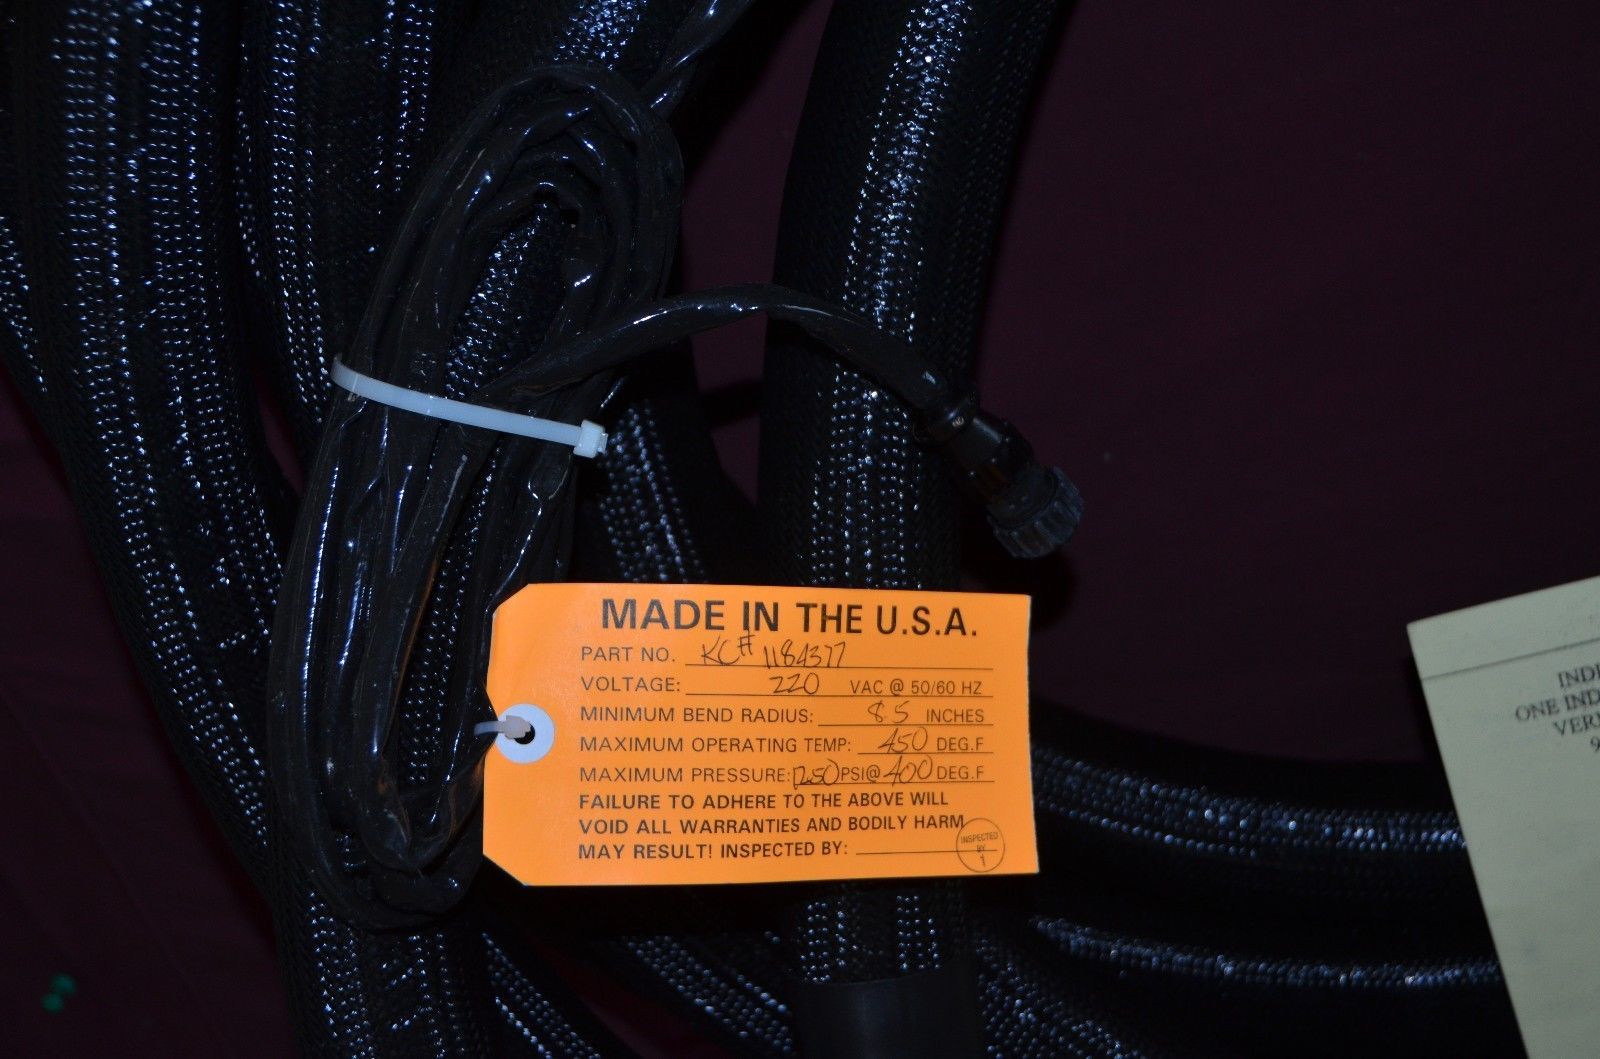 MADE IN THE U.S.A.
PART NO. KC# 1184377
VOLTAGE: 220 VAC @ 50/60 HZ
MINIMUM BEND RADIUS: 8.5 INCHES
MAXIMUM OPERATING TEMP: 450 DEG.F
MAXIMUM PRESSURE: 1250 PSI @ 400 DEG.F
FAILURE TO ADHERE TO THE ABOVE WILL
VOID ALL WARRANTIES AND BODILY HARM
MAY RESULT! INSPECTED BY:
INSPECTED
BY
1
ONE IND